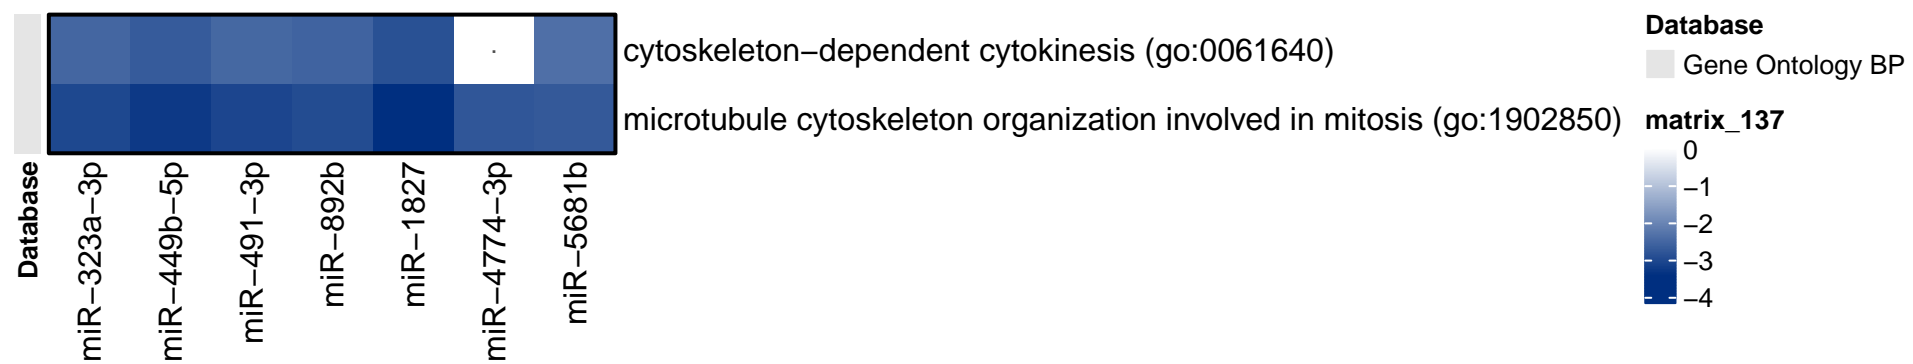 cytoskeleton−dependent cytokinesis (go:0061640)
microtubule cytoskeleton organization involved in mitosis (go:1902850)
Database
miR−323a−3p
miR−449b−5p
miR−491−3p
miR−892b
miR−1827
miR−4774−3p
miR−5681b
Database
Gene Ontology BP
matrix_137
0
−1
−2
−3
−4